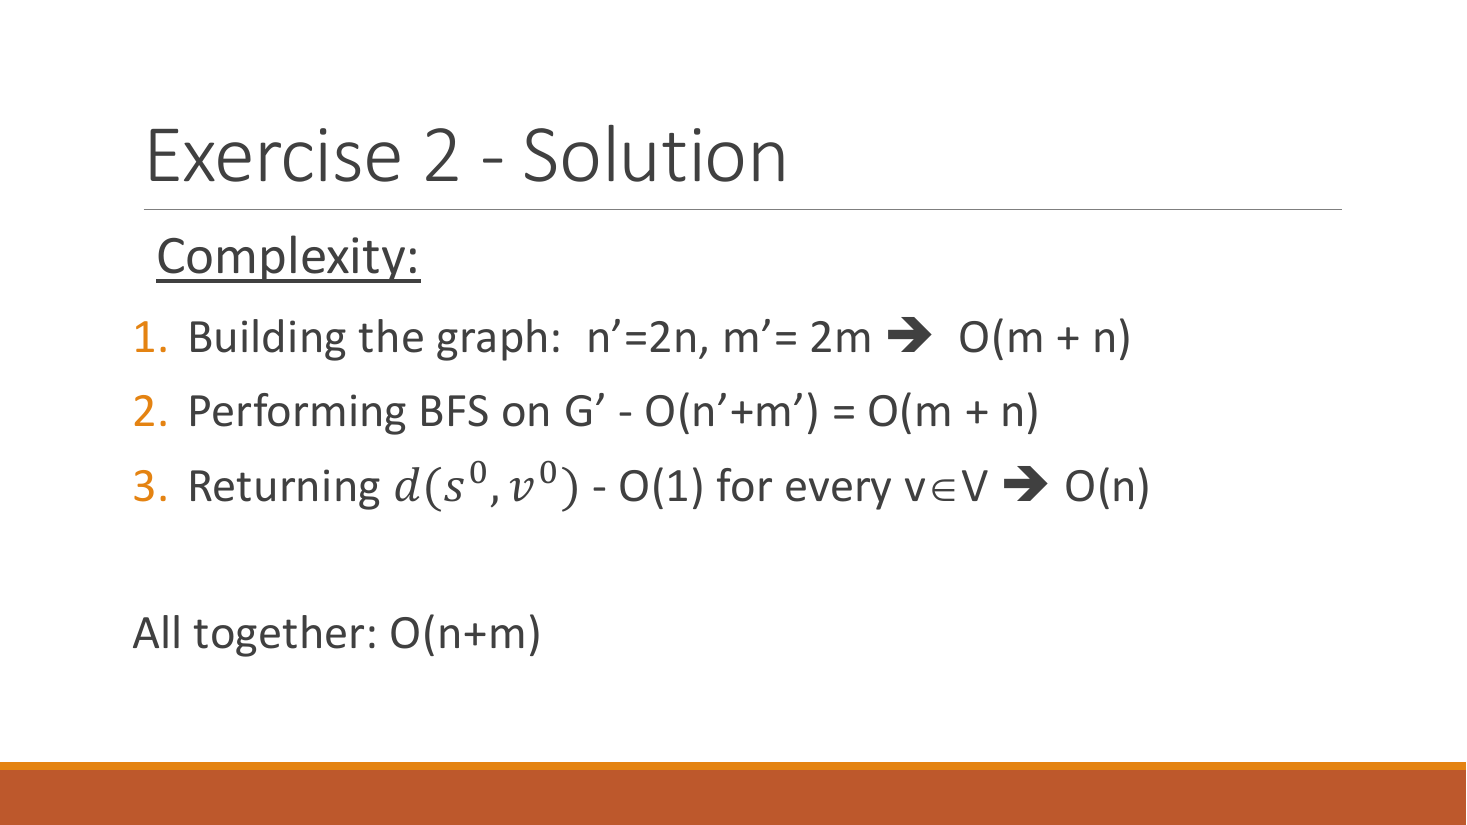 Exercise 2 - Solution
Complexity:
1. Building the graph: n’=2n, m’= 2m 🡺 O(m + n)
2. Performing BFS on G’ - O(n’+m’) = O(m + n)
3. Returning 𝑑(𝑠⁰, 𝑣⁰) - O(1) for every v∈V 🡺 O(n)
All together: O(n+m)